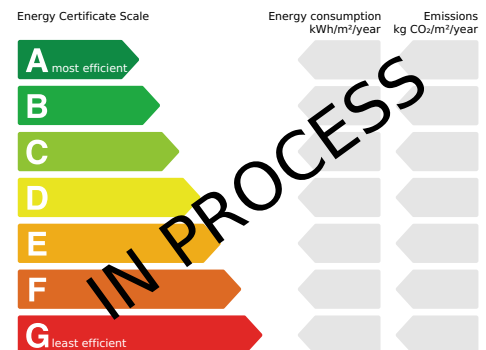 Energy Certificate Scale
Energy consumption
kWh/m²/year
Emissions
kg CO₂/m²/year
A most efficient
B
C
D
E
F
G least efficient
IN PROCESS